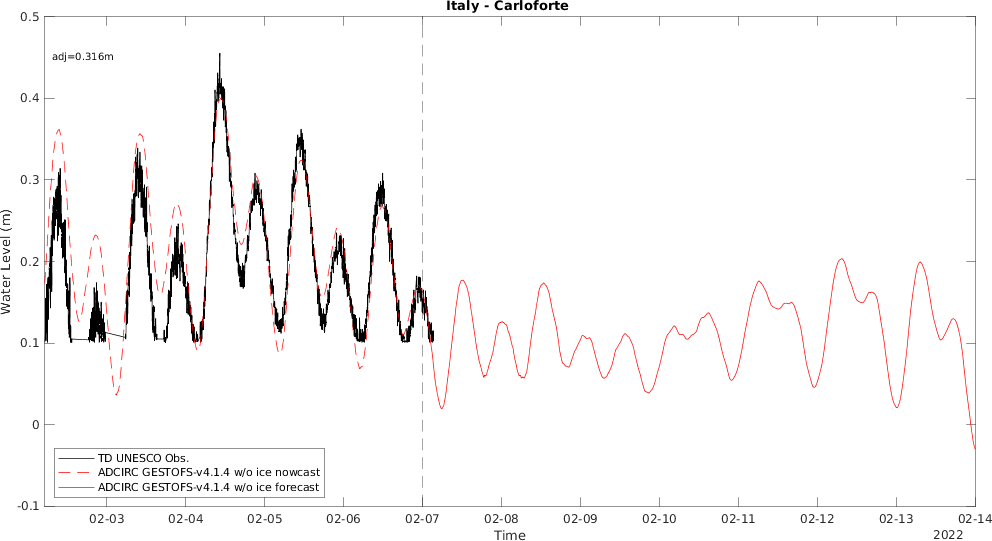 Italy - Carloforte
0.5
0.4
0.3
0.2
0.1
0
-0.1
Water Level (m)
adj=0.316m
TD UNESCO Obs.
ADCIRC GESTOFS-v4.1.4 w/o ice nowcast
ADCIRC GESTOFS-v4.1.4 w/o ice forecast
02-03 02-04 02-05 02-06 02-07 02-08 02-09 02-10 02-11 02-12 02-13 02-14
Time
2022